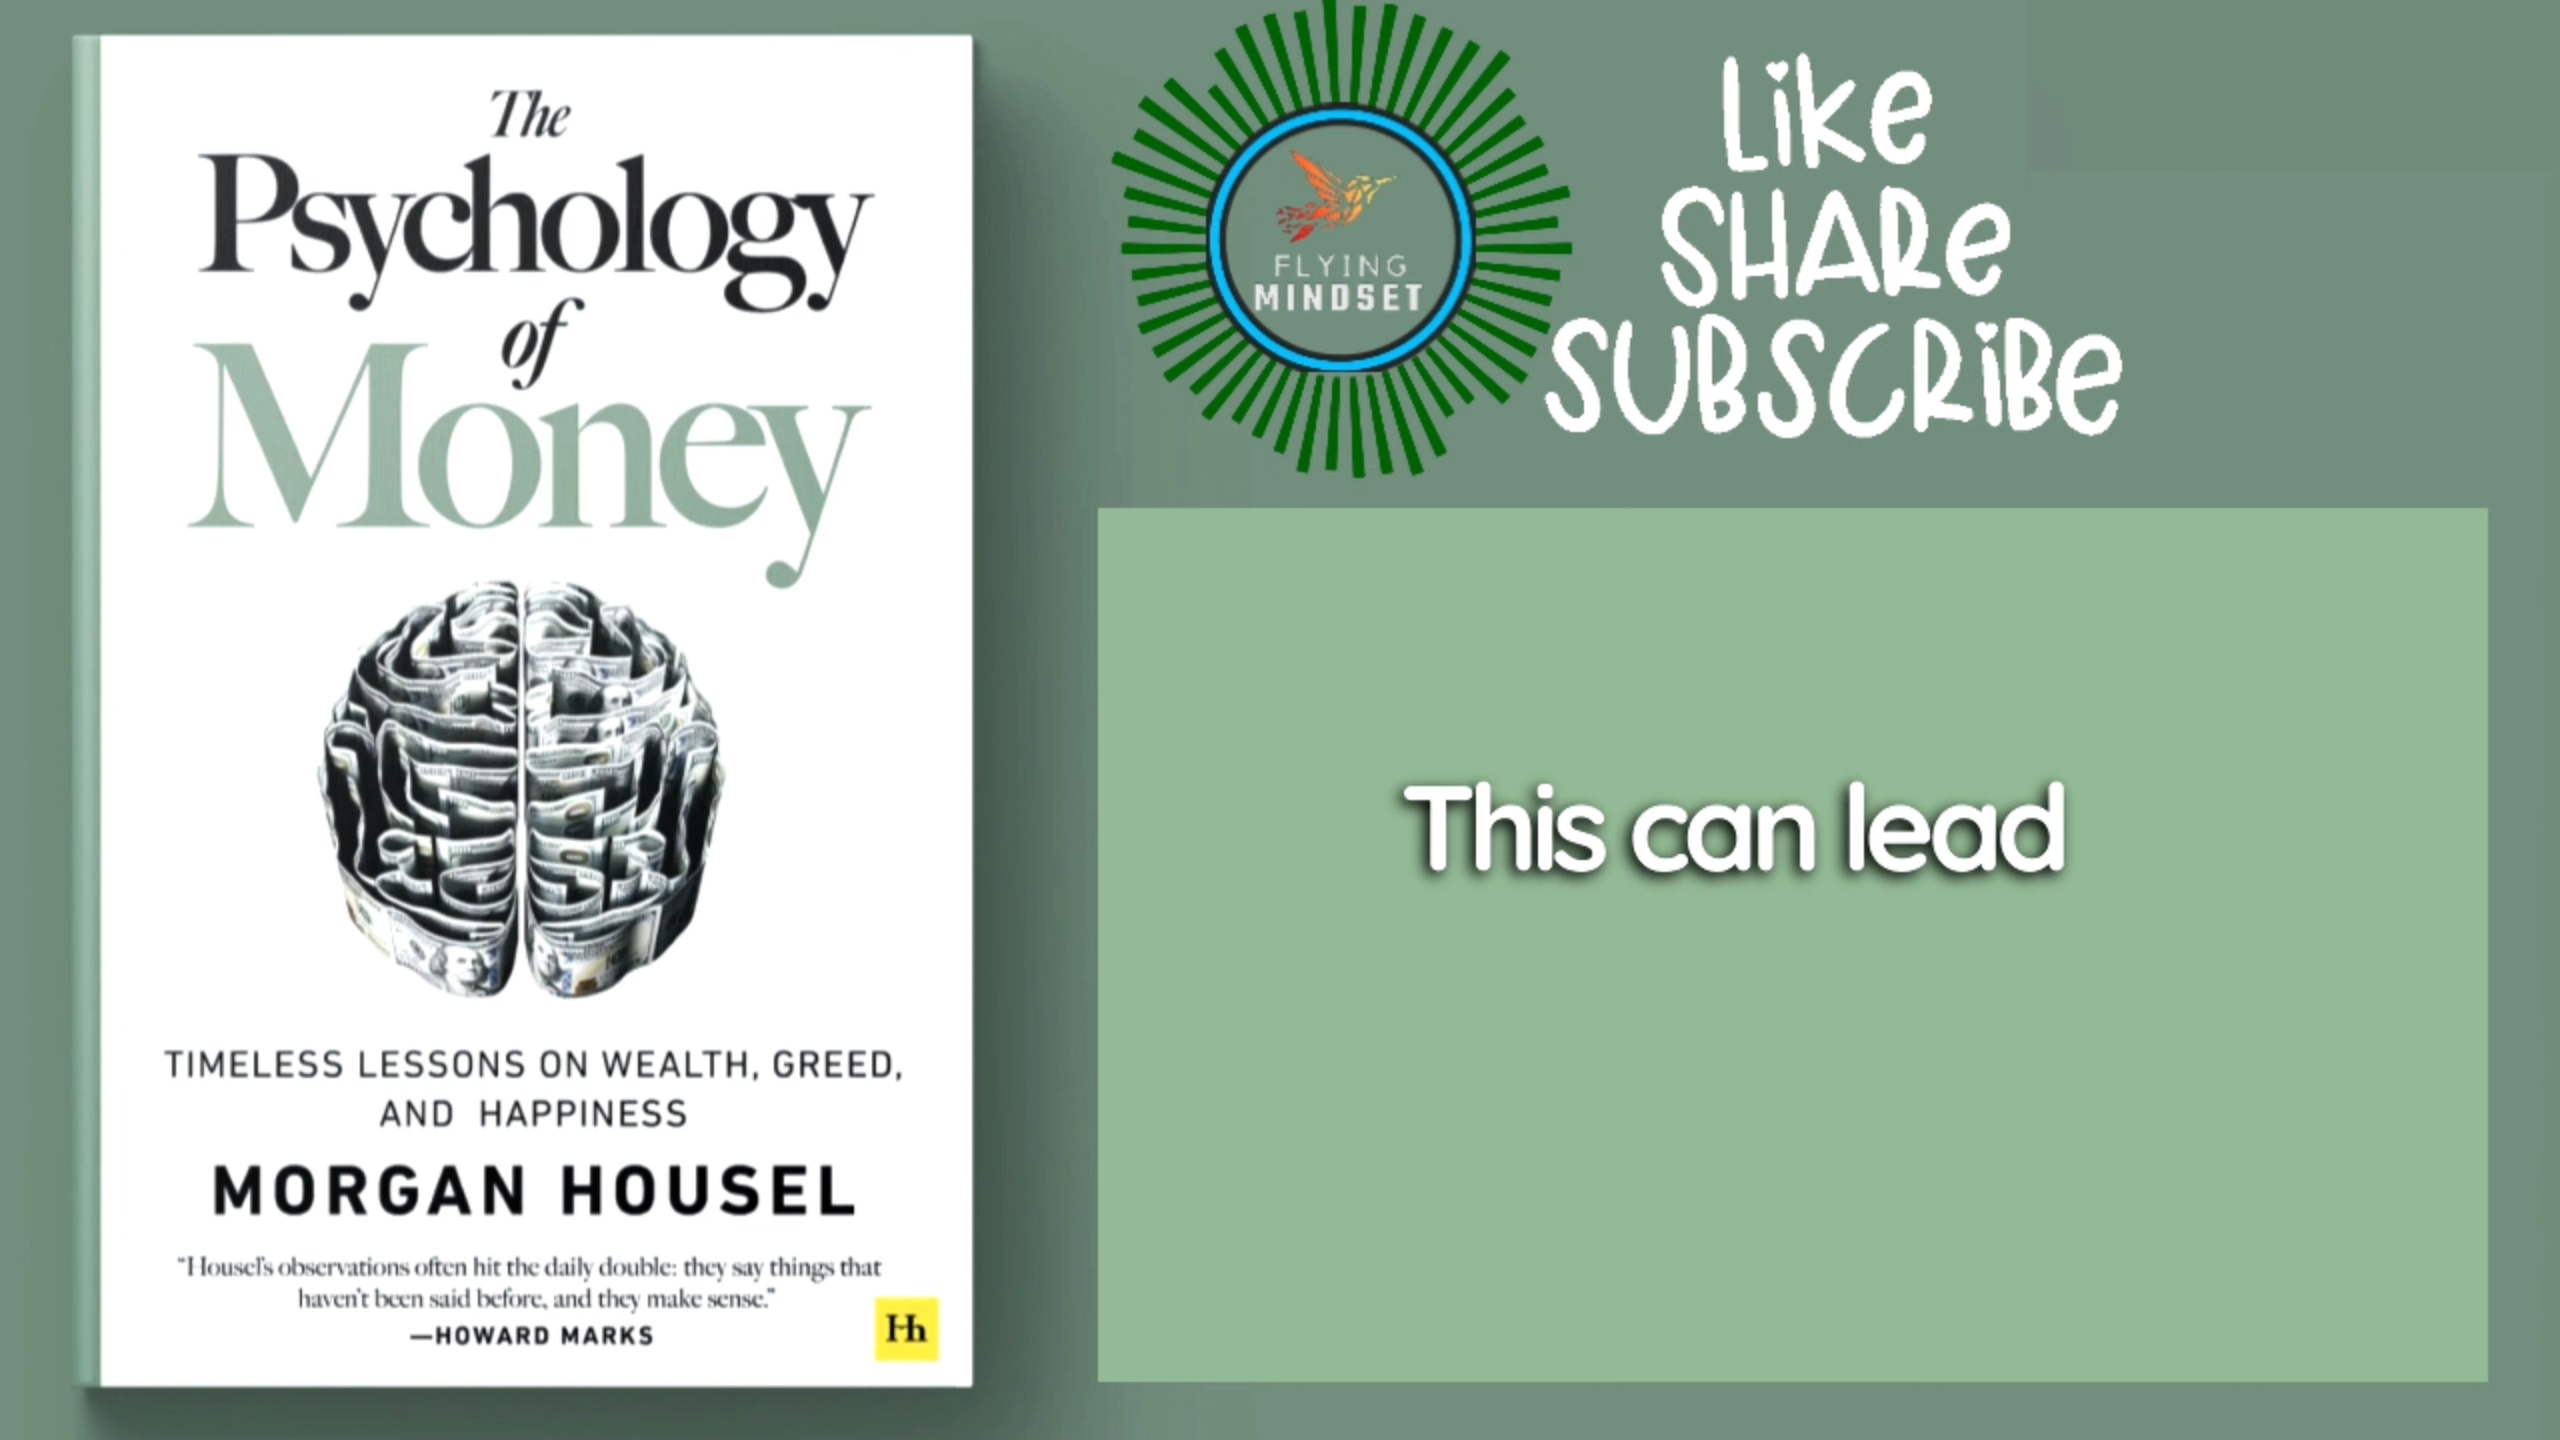 The
Psychology
of
Money
TIMELESS LESSONS ON WEALTH, GREED,
AND HAPPINESS
MORGAN HOUSEL
"Housel's observations often hit the daily double: they say things that
haven't been said before, and they make sense."
—HOWARD MARKS
Hh
FLYING
MINDSET
Like
SHARe
SUBSCRiBe
This can lead